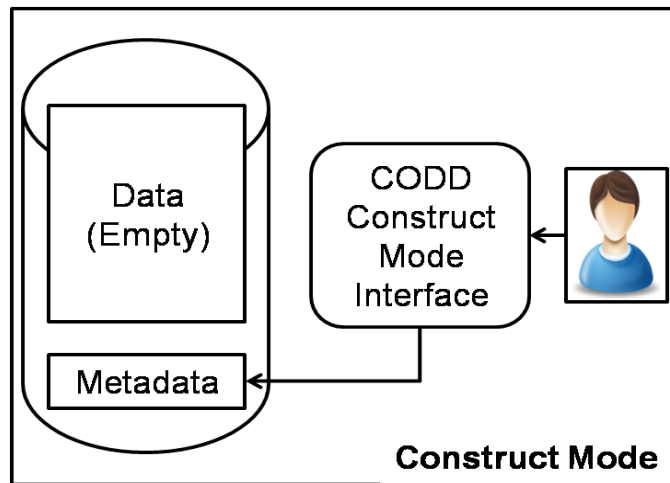 Data
(Empty)
Metadata
CODD
Construct
Mode
Interface
Construct Mode